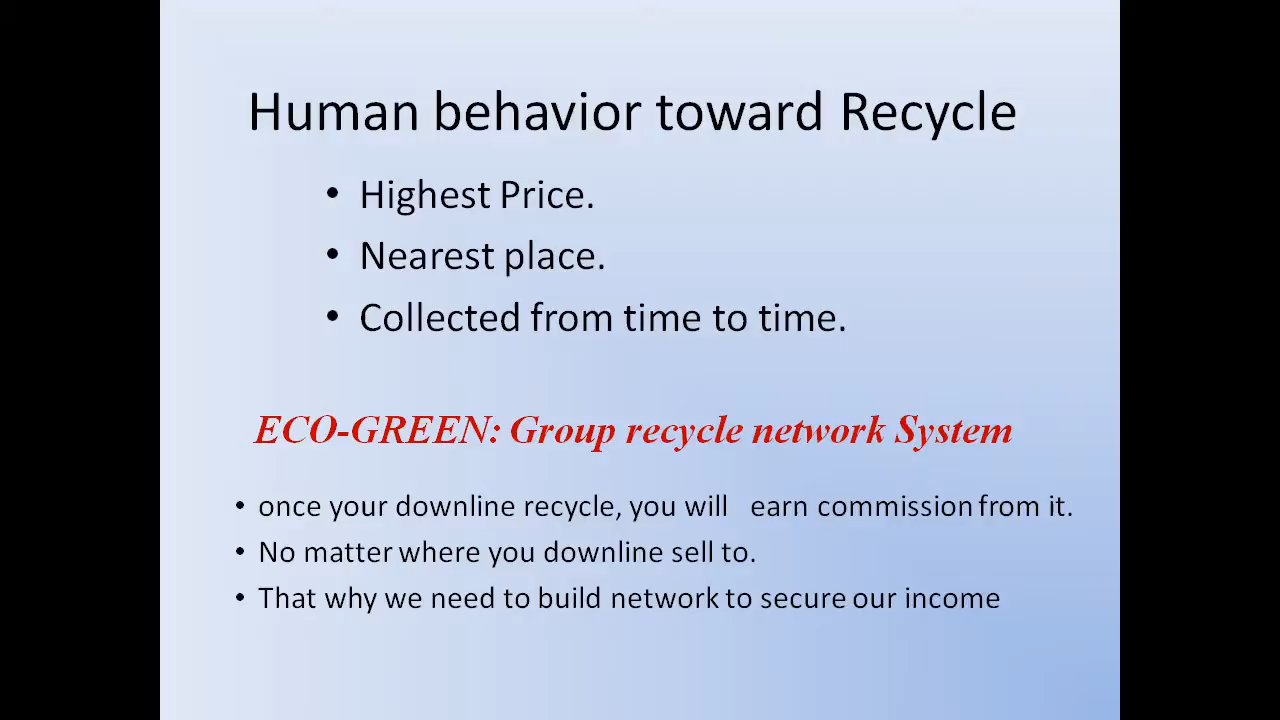 Human behavior toward Recycle
• Highest Price.
• Nearest place.
• Collected from time to time.
ECO-GREEN: Group recycle network System
• once your downline recycle, you will earn commission from it.
• No matter where you downline sell to.
• That why we need to build network to secure our income